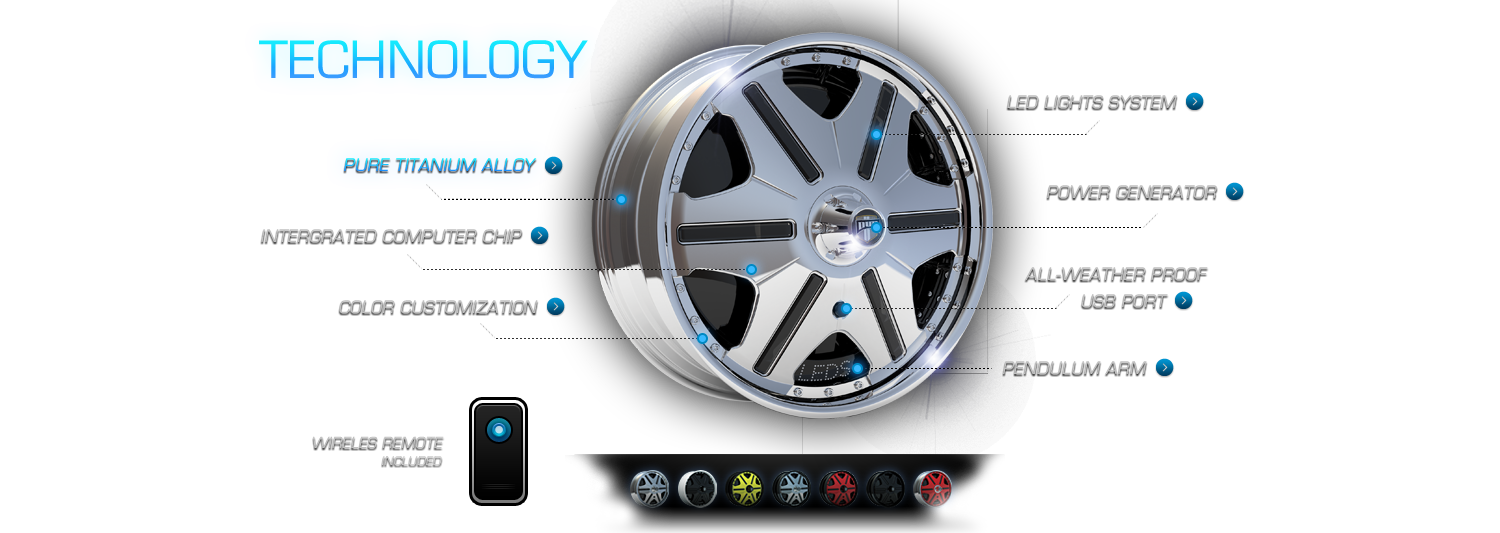 TECHNOLOGY
PURE TITANIUM ALLOY
INTERGRATED COMPUTER CHIP
COLOR CUSTOMIZATION
WIRELES REMOTE
INCLUDED
LED LIGHTS SYSTEM
POWER GENERATOR
ALL-WEATHER PROOF
USB PORT
PENDULUM ARM
LEDS